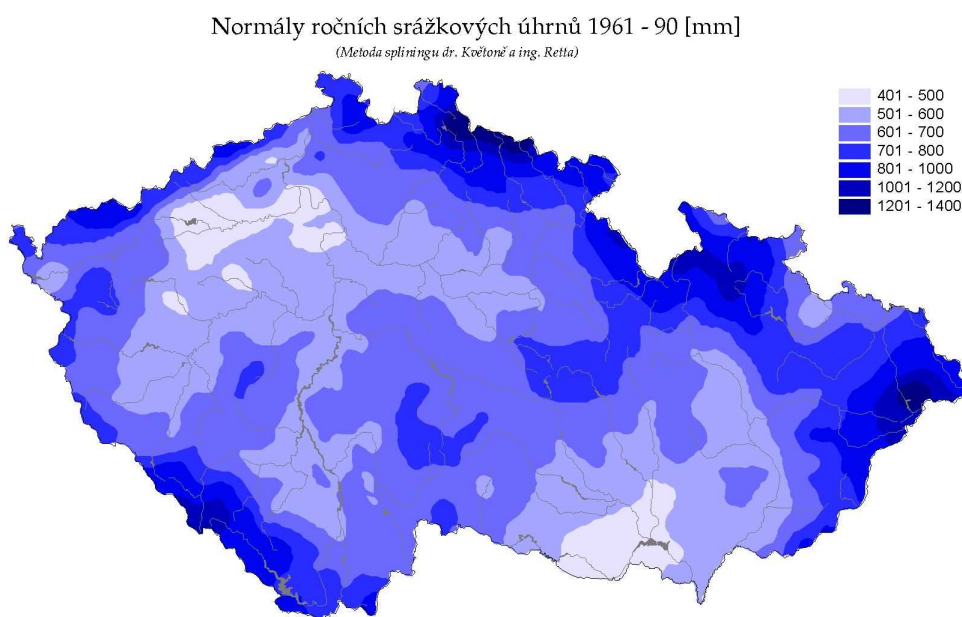 Normály ročních srážkových úhrnů 1961 - 90 [mm]
(Metoda spliningu dr. Květoně a ing. Retta)
401 - 500
501 - 600
601 - 700
701 - 800
801 - 1000
1001 - 1200
1201 - 1400